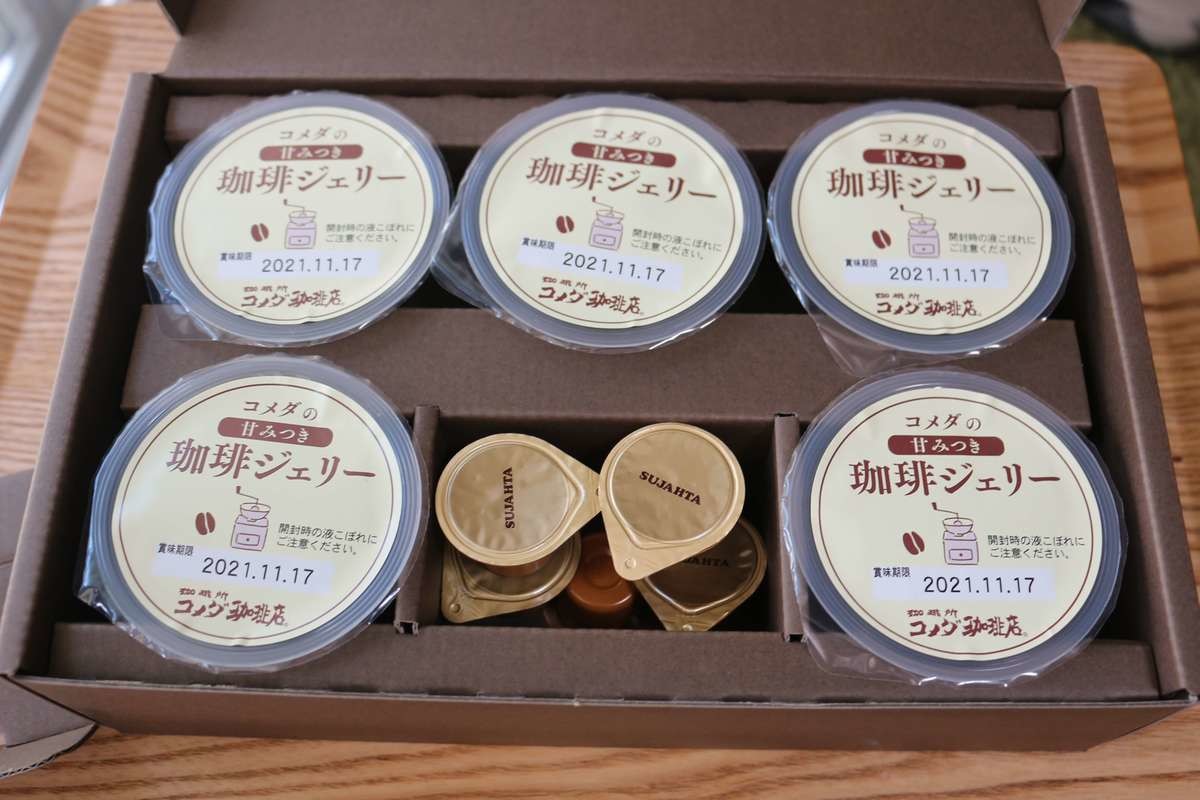 コメダの
甘みつき
珈琲ジェリー
開封時の液こぼれに
ご注意ください。
賞味期限
2021.11.17
珈琲所
コメダ珈琲店®
コメダの
甘みつき
珈琲ジェリー
開封時の液こぼれに
ご注意ください。
賞味期限
2021.11.17
珈琲所
コメダ珈琲店®
コメダの
甘みつき
珈琲ジェリー
開封時の液こぼれに
ご注意ください。
賞味期限
2021.11.17
珈琲所
コメダ珈琲店®
コメダの
甘みつき
珈琲ジェリー
開封時の液こぼれに
ご注意ください。
賞味期限
2021.11.17
珈琲所
コメダ珈琲店®
SUJAHTA
SUJAHTA
SUJAHTA
コメダの
甘みつき
珈琲ジェリー
開封時の液こぼれに
ご注意ください。
賞味期限
2021.11.17
珈琲所
コメダ珈琲店®